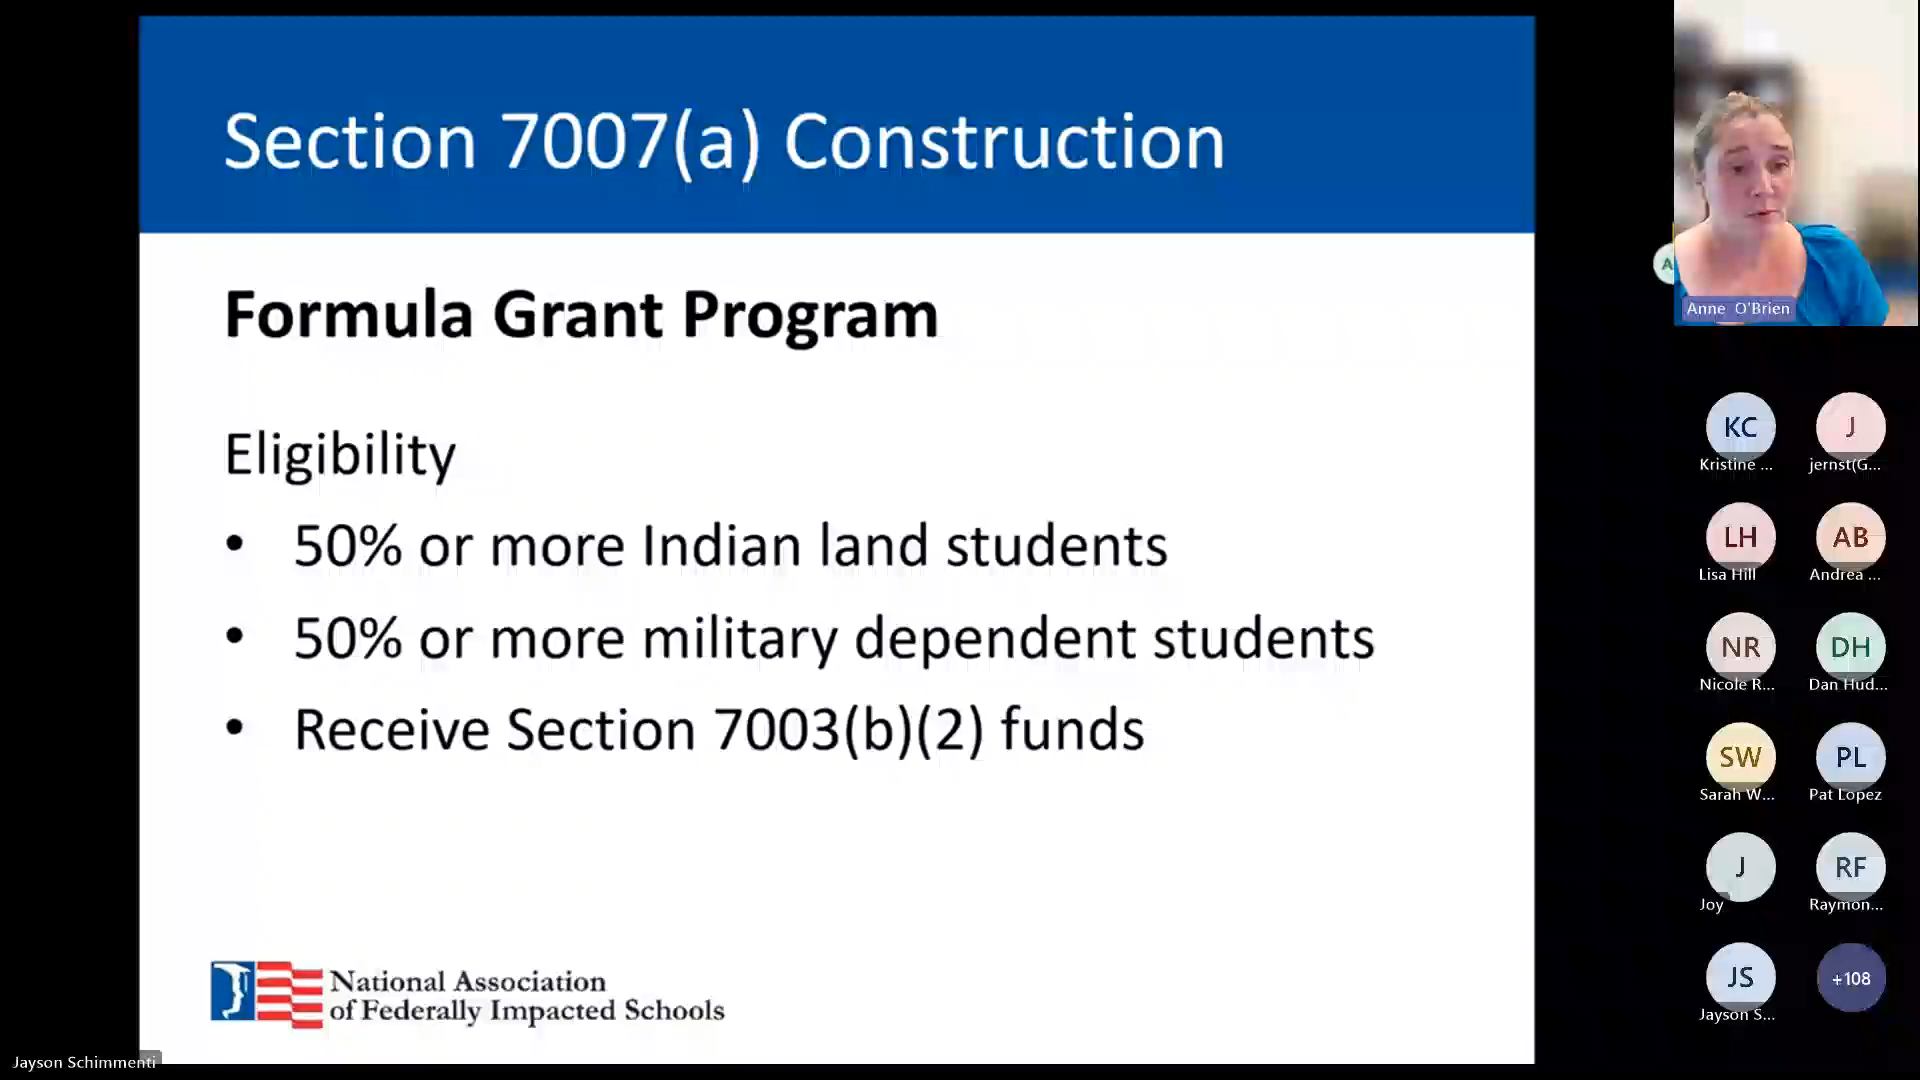 Section 7007(a) Construction
Formula Grant Program
Eligibility
• 50% or more Indian land students
• 50% or more military dependent students
• Receive Section 7003(b)(2) funds
National Association
of Federally Impacted Schools
Jayson Schimmenti
A
Anne O'Brien
KC
Kristine ...
J
jernst(G...
LH
Lisa Hill
AB
Andrea ...
NR
Nicole R...
DH
Dan Hud...
SW
Sarah W...
PL
Pat Lopez
J
Joy
RF
Raymon...
JS
Jayson S...
+108